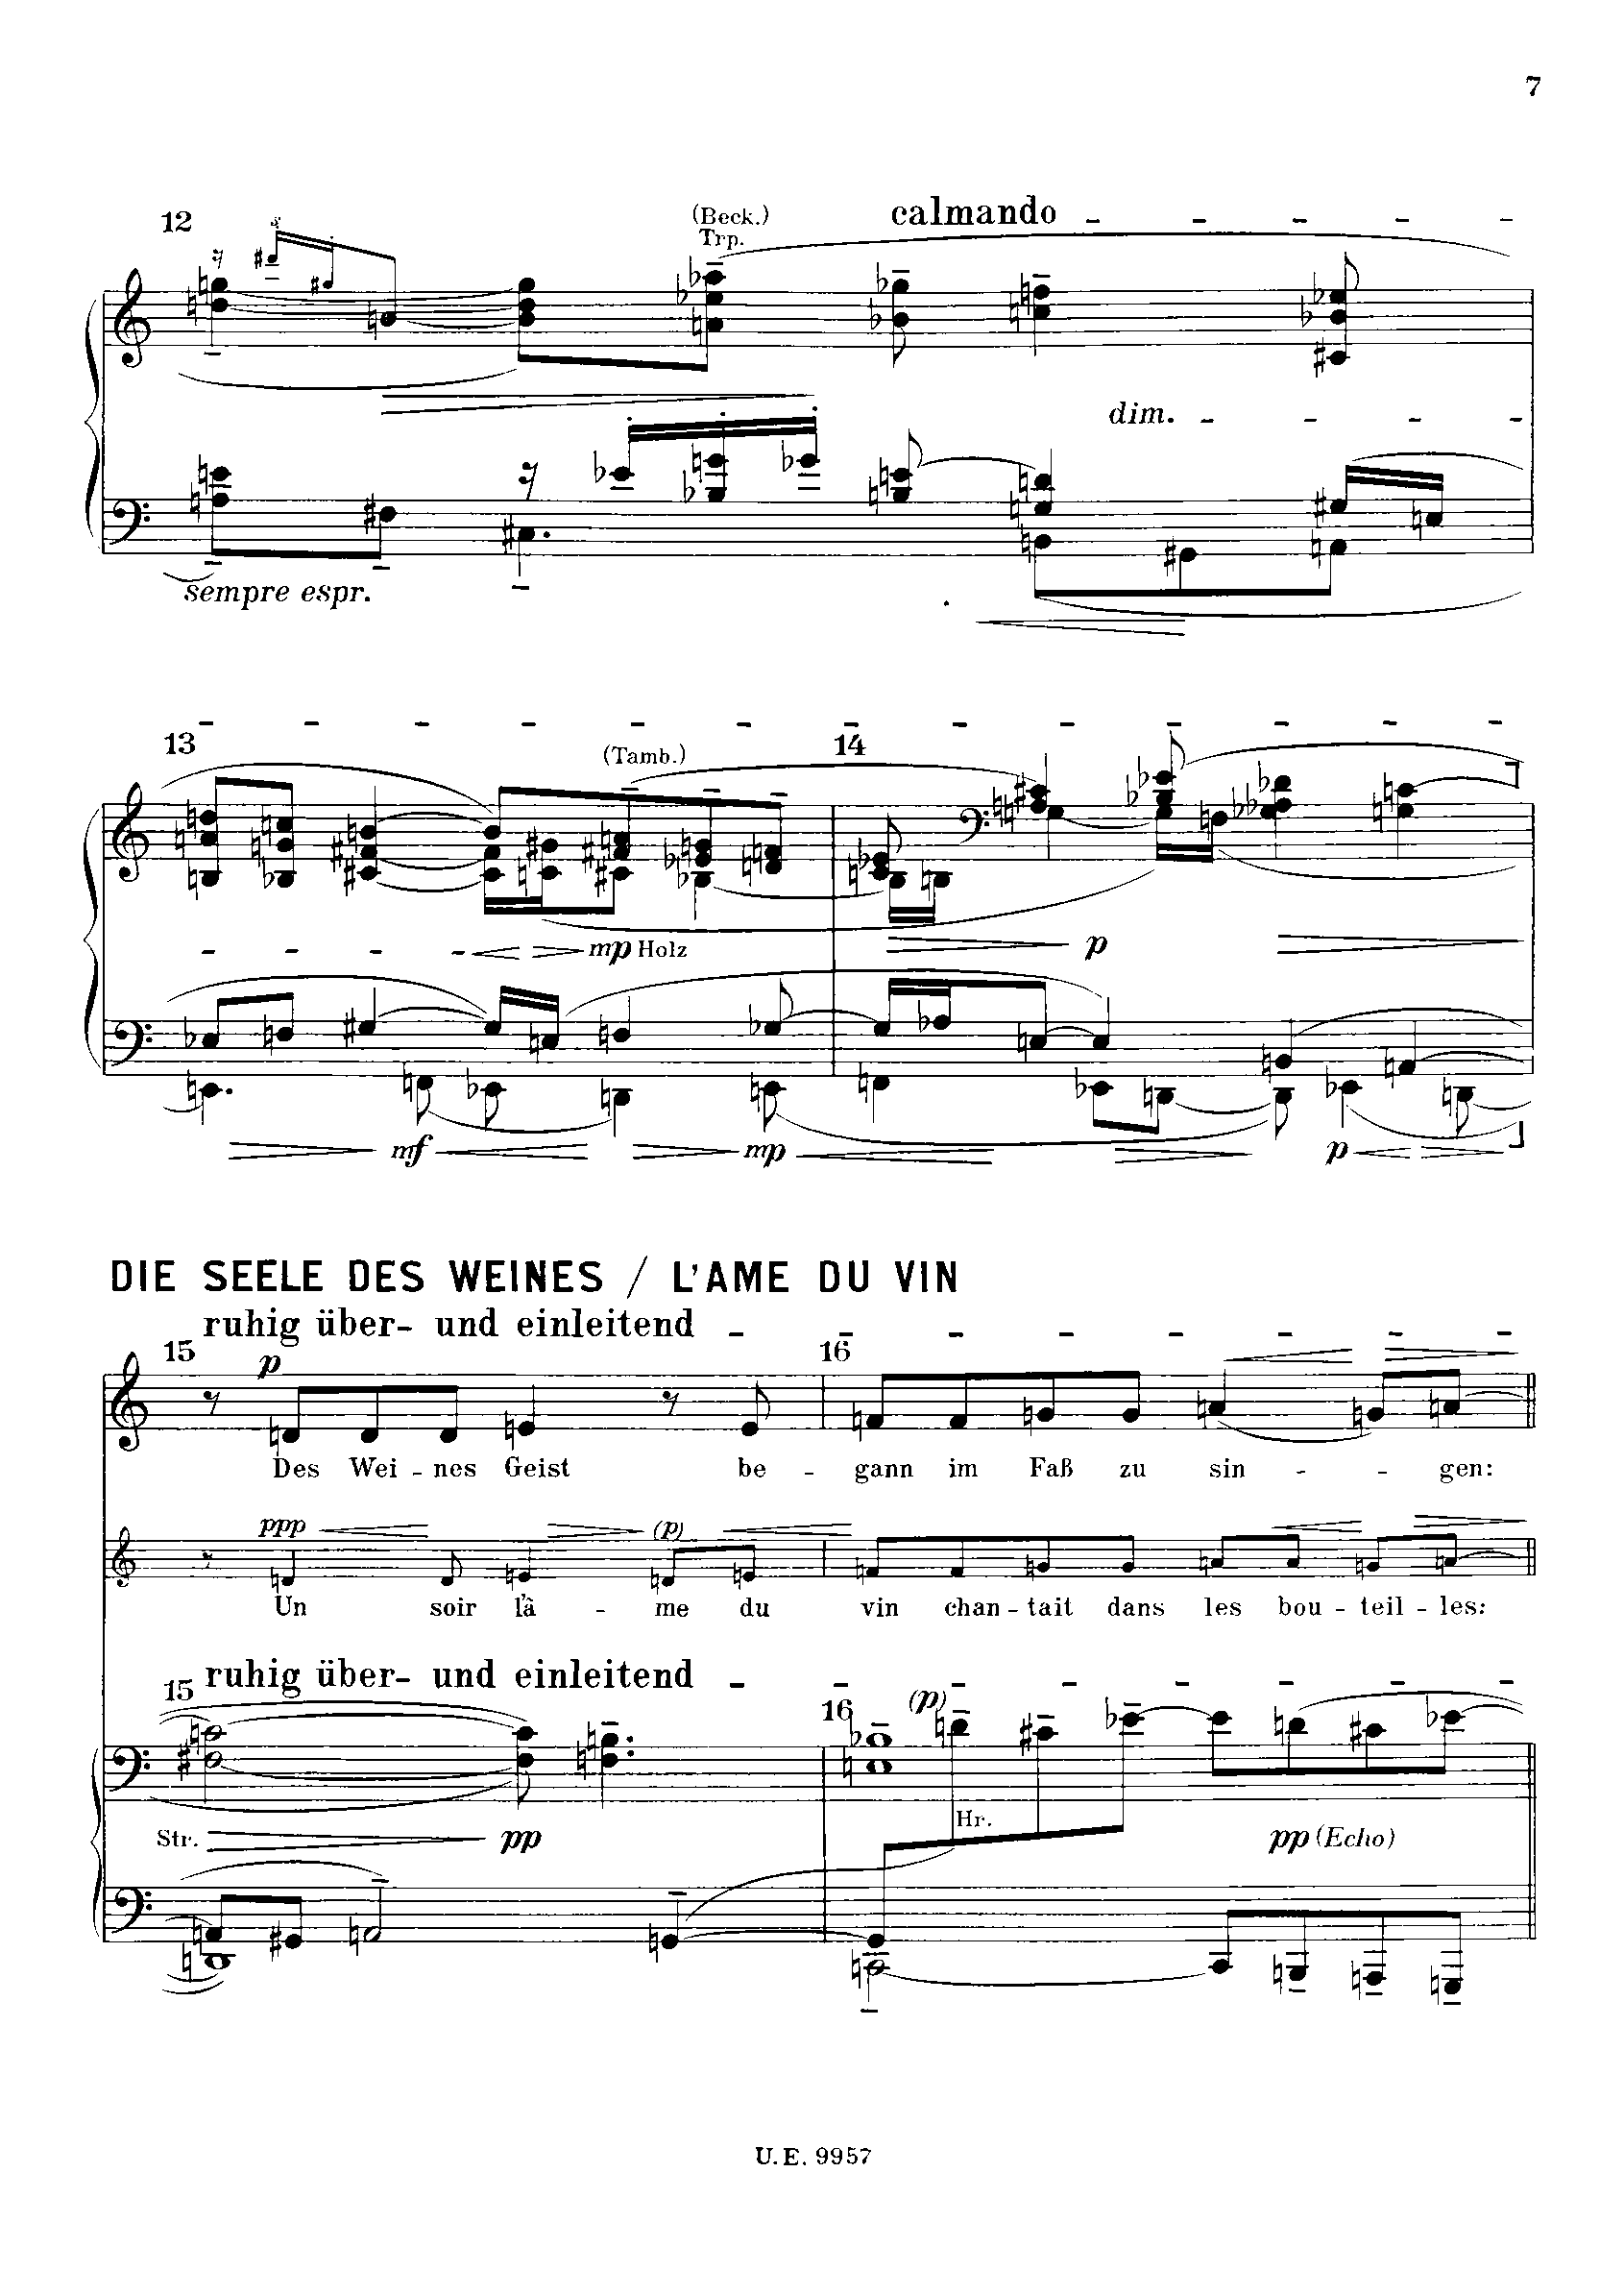 7
12
3
(Beck.)
Trp.
calmando
dim.
sempre espr.
13
(Tamb.)
14
mp Holz
p
mf
mp
p
DIE SEELE DES WEINES / L'AME DU VIN
ruhig über- und einleitend
15
p
16
Des Wei - nes Geist be - gann im Faß zu sin - - gen:
ppp
(p)
Un soir l'â - me du vin chan - tait dans les bou - teil - les:
ruhig über- und einleitend
15
16
(p)
Str.
pp
Hr.
pp (Echo)
U. E. 9957